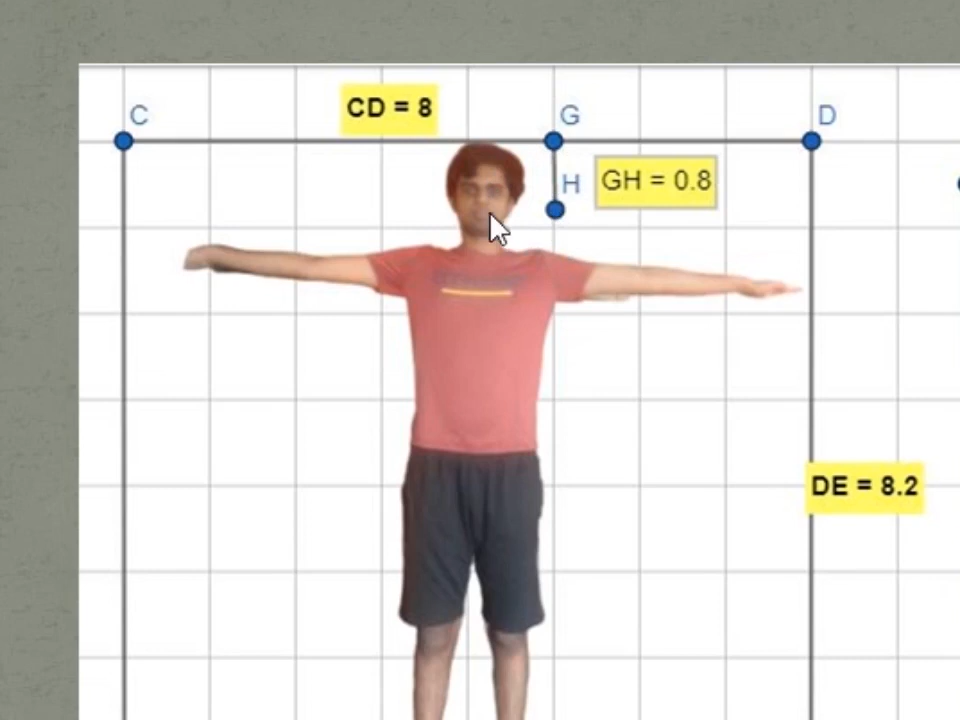 C
CD = 8
G
D
H
GH = 0.8
DE = 8.2